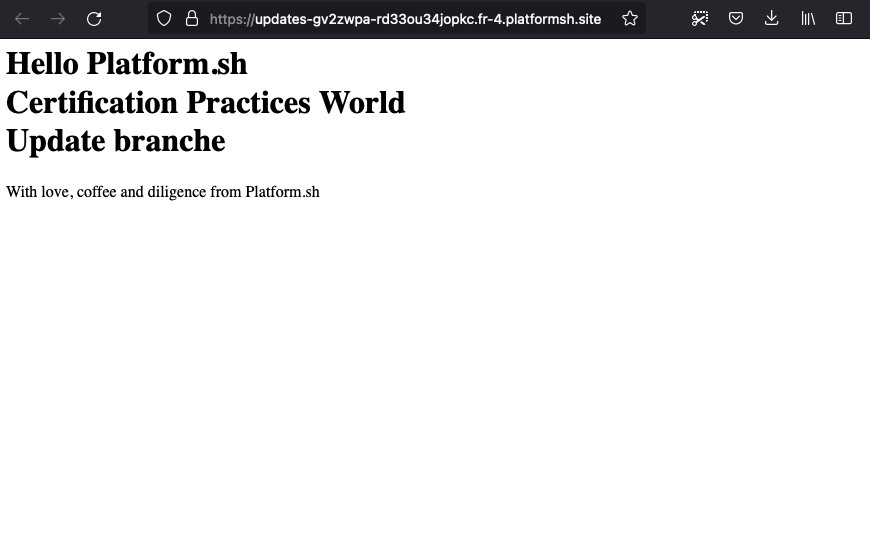 https://updates-gv2zwpa-rd33ou34jopkc.fr-4.platformsh.site
Hello Platform.sh
Certification Practices World
Update branche
With love, coffee and diligence from Platform.sh